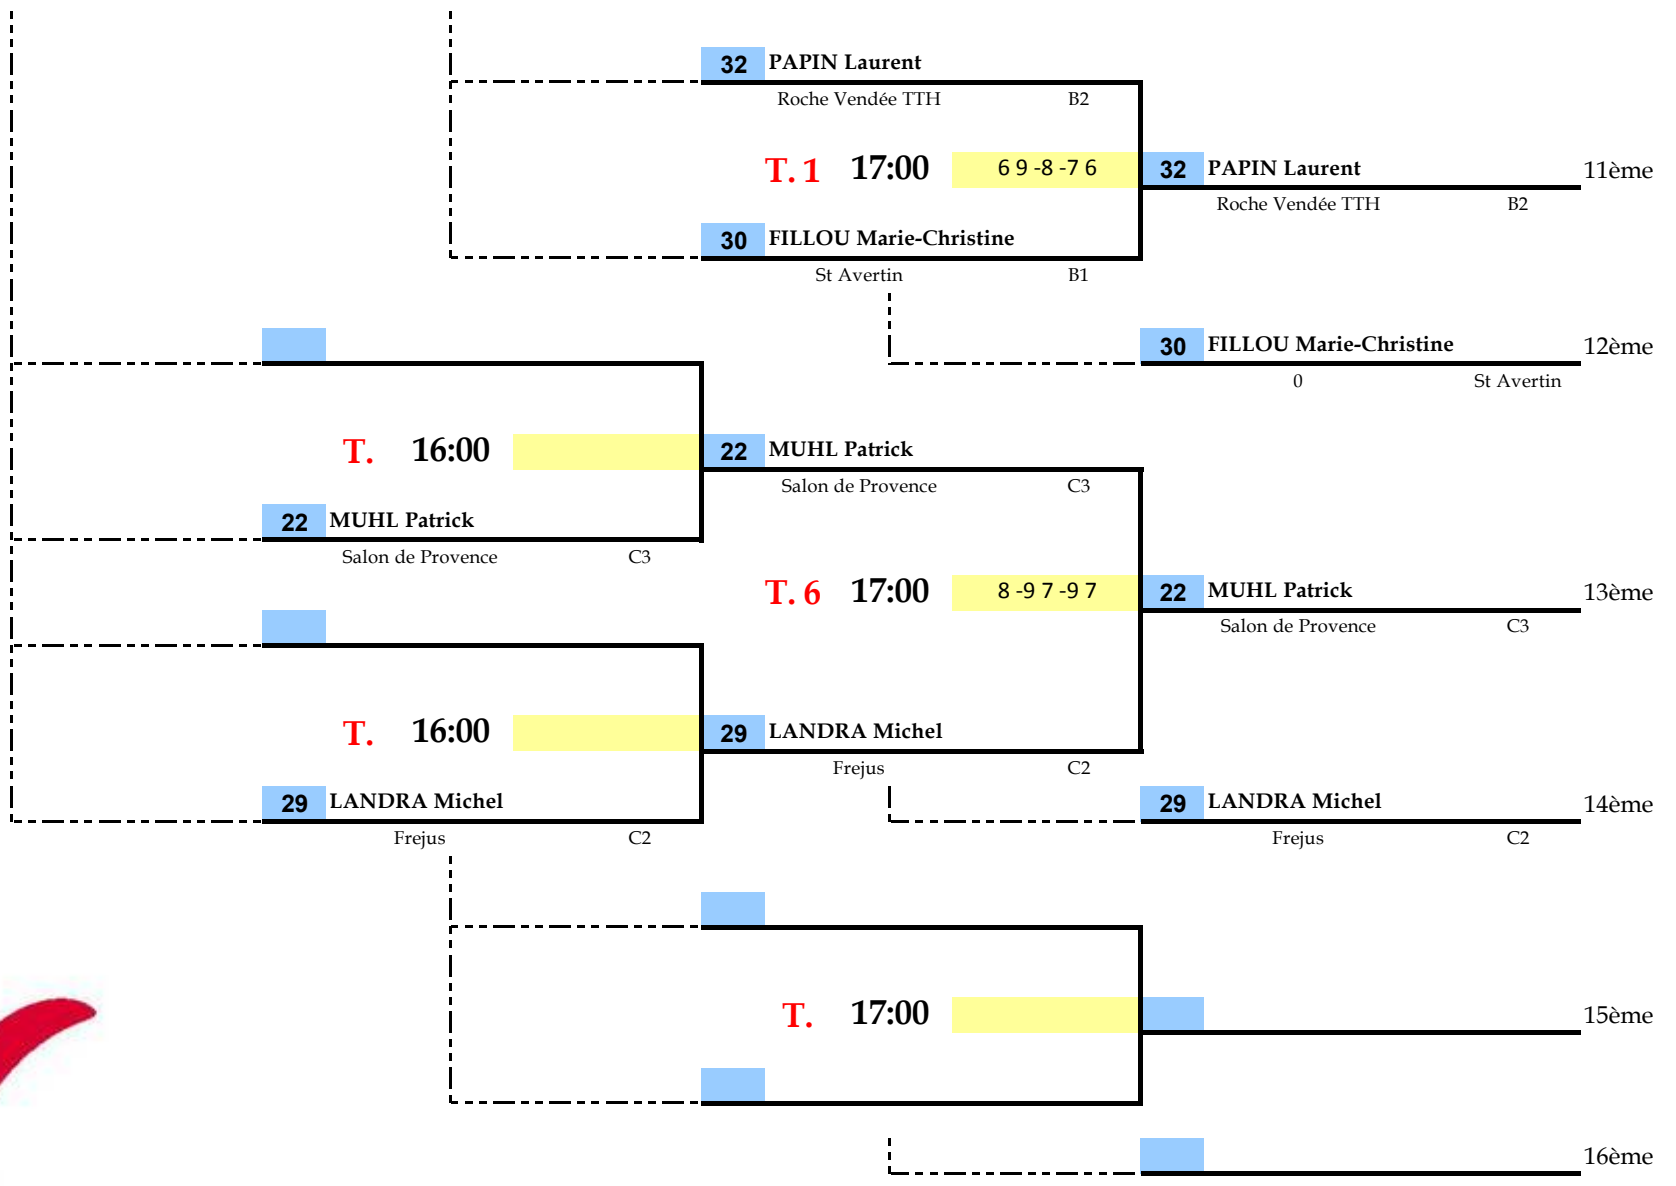 32 PAPIN Laurent
Roche Vendée TTH B2
T. 1 17:00 6 9 -8 -7 6 32 PAPIN Laurent 11ème
Roche Vendée TTH B2
30 FILLOU Marie-Christine
St Avertin B1
30 FILLOU Marie-Christine 12ème
0 St Avertin
T. 16:00 22 MUHL Patrick
Salon de Provence C3
22 MUHL Patrick
Salon de Provence C3
T. 6 17:00 8 -9 7 -9 7 22 MUHL Patrick 13ème
Salon de Provence C3
T. 16:00 29 LANDRA Michel
Frejus C2
29 LANDRA Michel 29 LANDRA Michel 14ème
Frejus C2 Frejus C2
T. 17:00 15ème
16ème